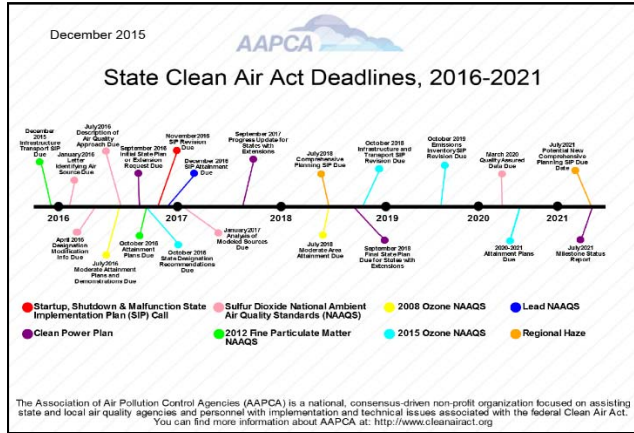 December 2015
AAPCA
State Clean Air Act Deadlines, 2016-2021
December
2015
Infrastructure
Transport SIP
Due
January 2016
Letter
Identifying Air
Source Due
July 2016
Description of
Air Quality
Approach Due
September 2016
Initial State Plan
or Extension
Request Due
November 2016
SIP Revision
Due
December 2016
SIP Attainment
Due
September 2017
Progress Update for
States with
Extensions
July 2018
Comprehensive
Planning SIP Due
October 2018
Infrastructure and
Transport SIP
Revision Due
October 2018
Emissions
Inventory SIP
Revision Due
March 2020
Quality Assured
Data Due
July 2021
Potential New
Comprehensive
Planning SIP Due
Date
2016
2017
2018
2019
2020
2021
April 2016
Designation
Modification
Info Due
July 2016
Moderate Attainment
Plans and
Demonstrations Due
October 2016
Attainment
Plans Due
October 2016
State Designation
Recommendations
Due
January 2017
Analysis of
Modeled Sources
Due
July 2018
Moderate Area
Attainment Due
September 2018
Final State Plan
Due for States with
Extensions
2020-2021
Attainment Plans
Due
July 2021
Milestone Status
Report
Startup, Shutdown & Malfunction State
Implementation Plan (SIP) Call
Sulfur Dioxide National Ambient
Air Quality Standards (NAAQS)
2008 Ozone NAAQS
Lead NAAQS
Clean Power Plan
2012 Fine Particulate Matter
NAAQS
2015 Ozone NAAQS
Regional Haze
The Association of Air Pollution Control Agencies (AAPCA) is a national, consensus-driven non-profit organization focused on assisting
state and local air quality agencies and personnel with implementation and technical issues associated with the federal Clean Air Act.
You can find more information about AAPCA at: http://www.cleanairact.org